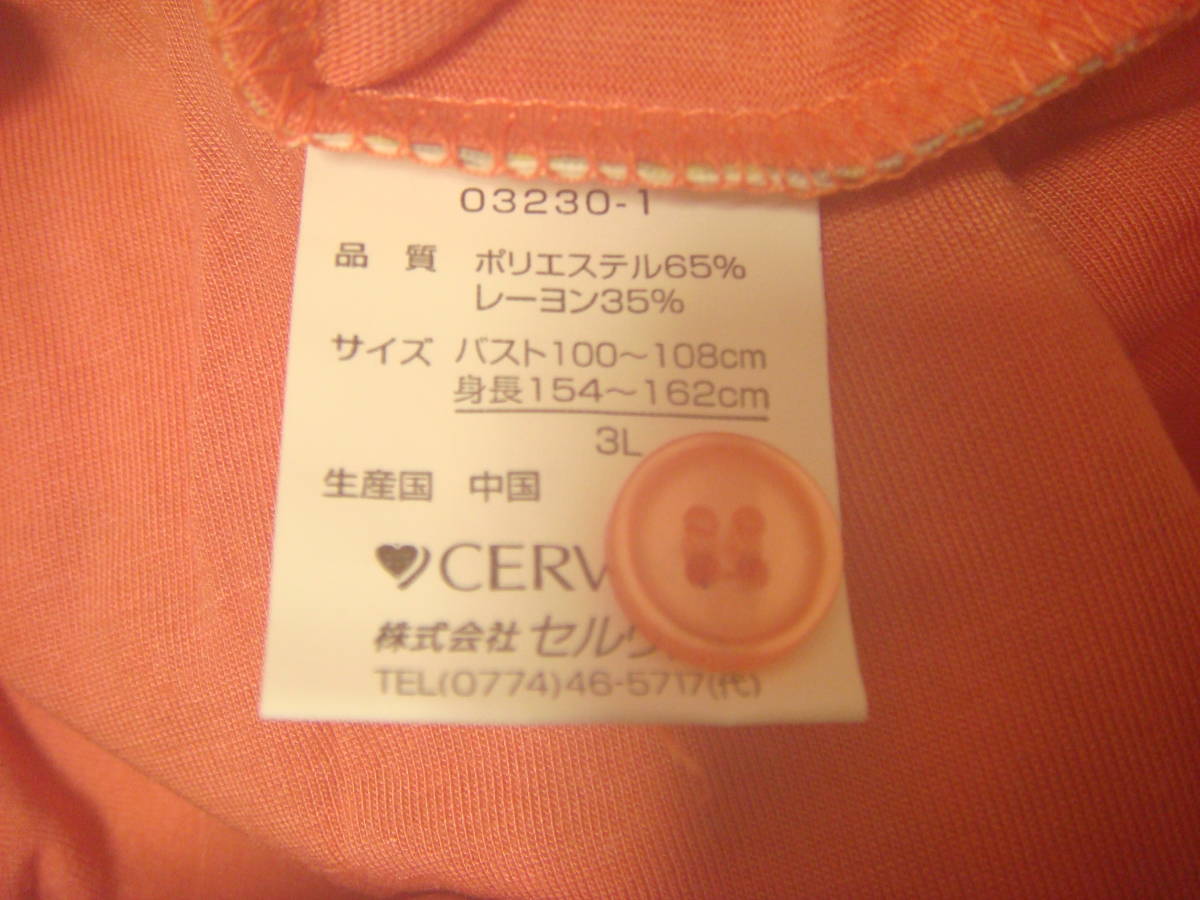 03230-1
品 質 ポリエステル65%
レーヨン35%
サイズ バスト100～108cm
身長154～162cm
3L
生産国 中国
CERV
株式会社 セル
TEL(0774)46-5717(代)